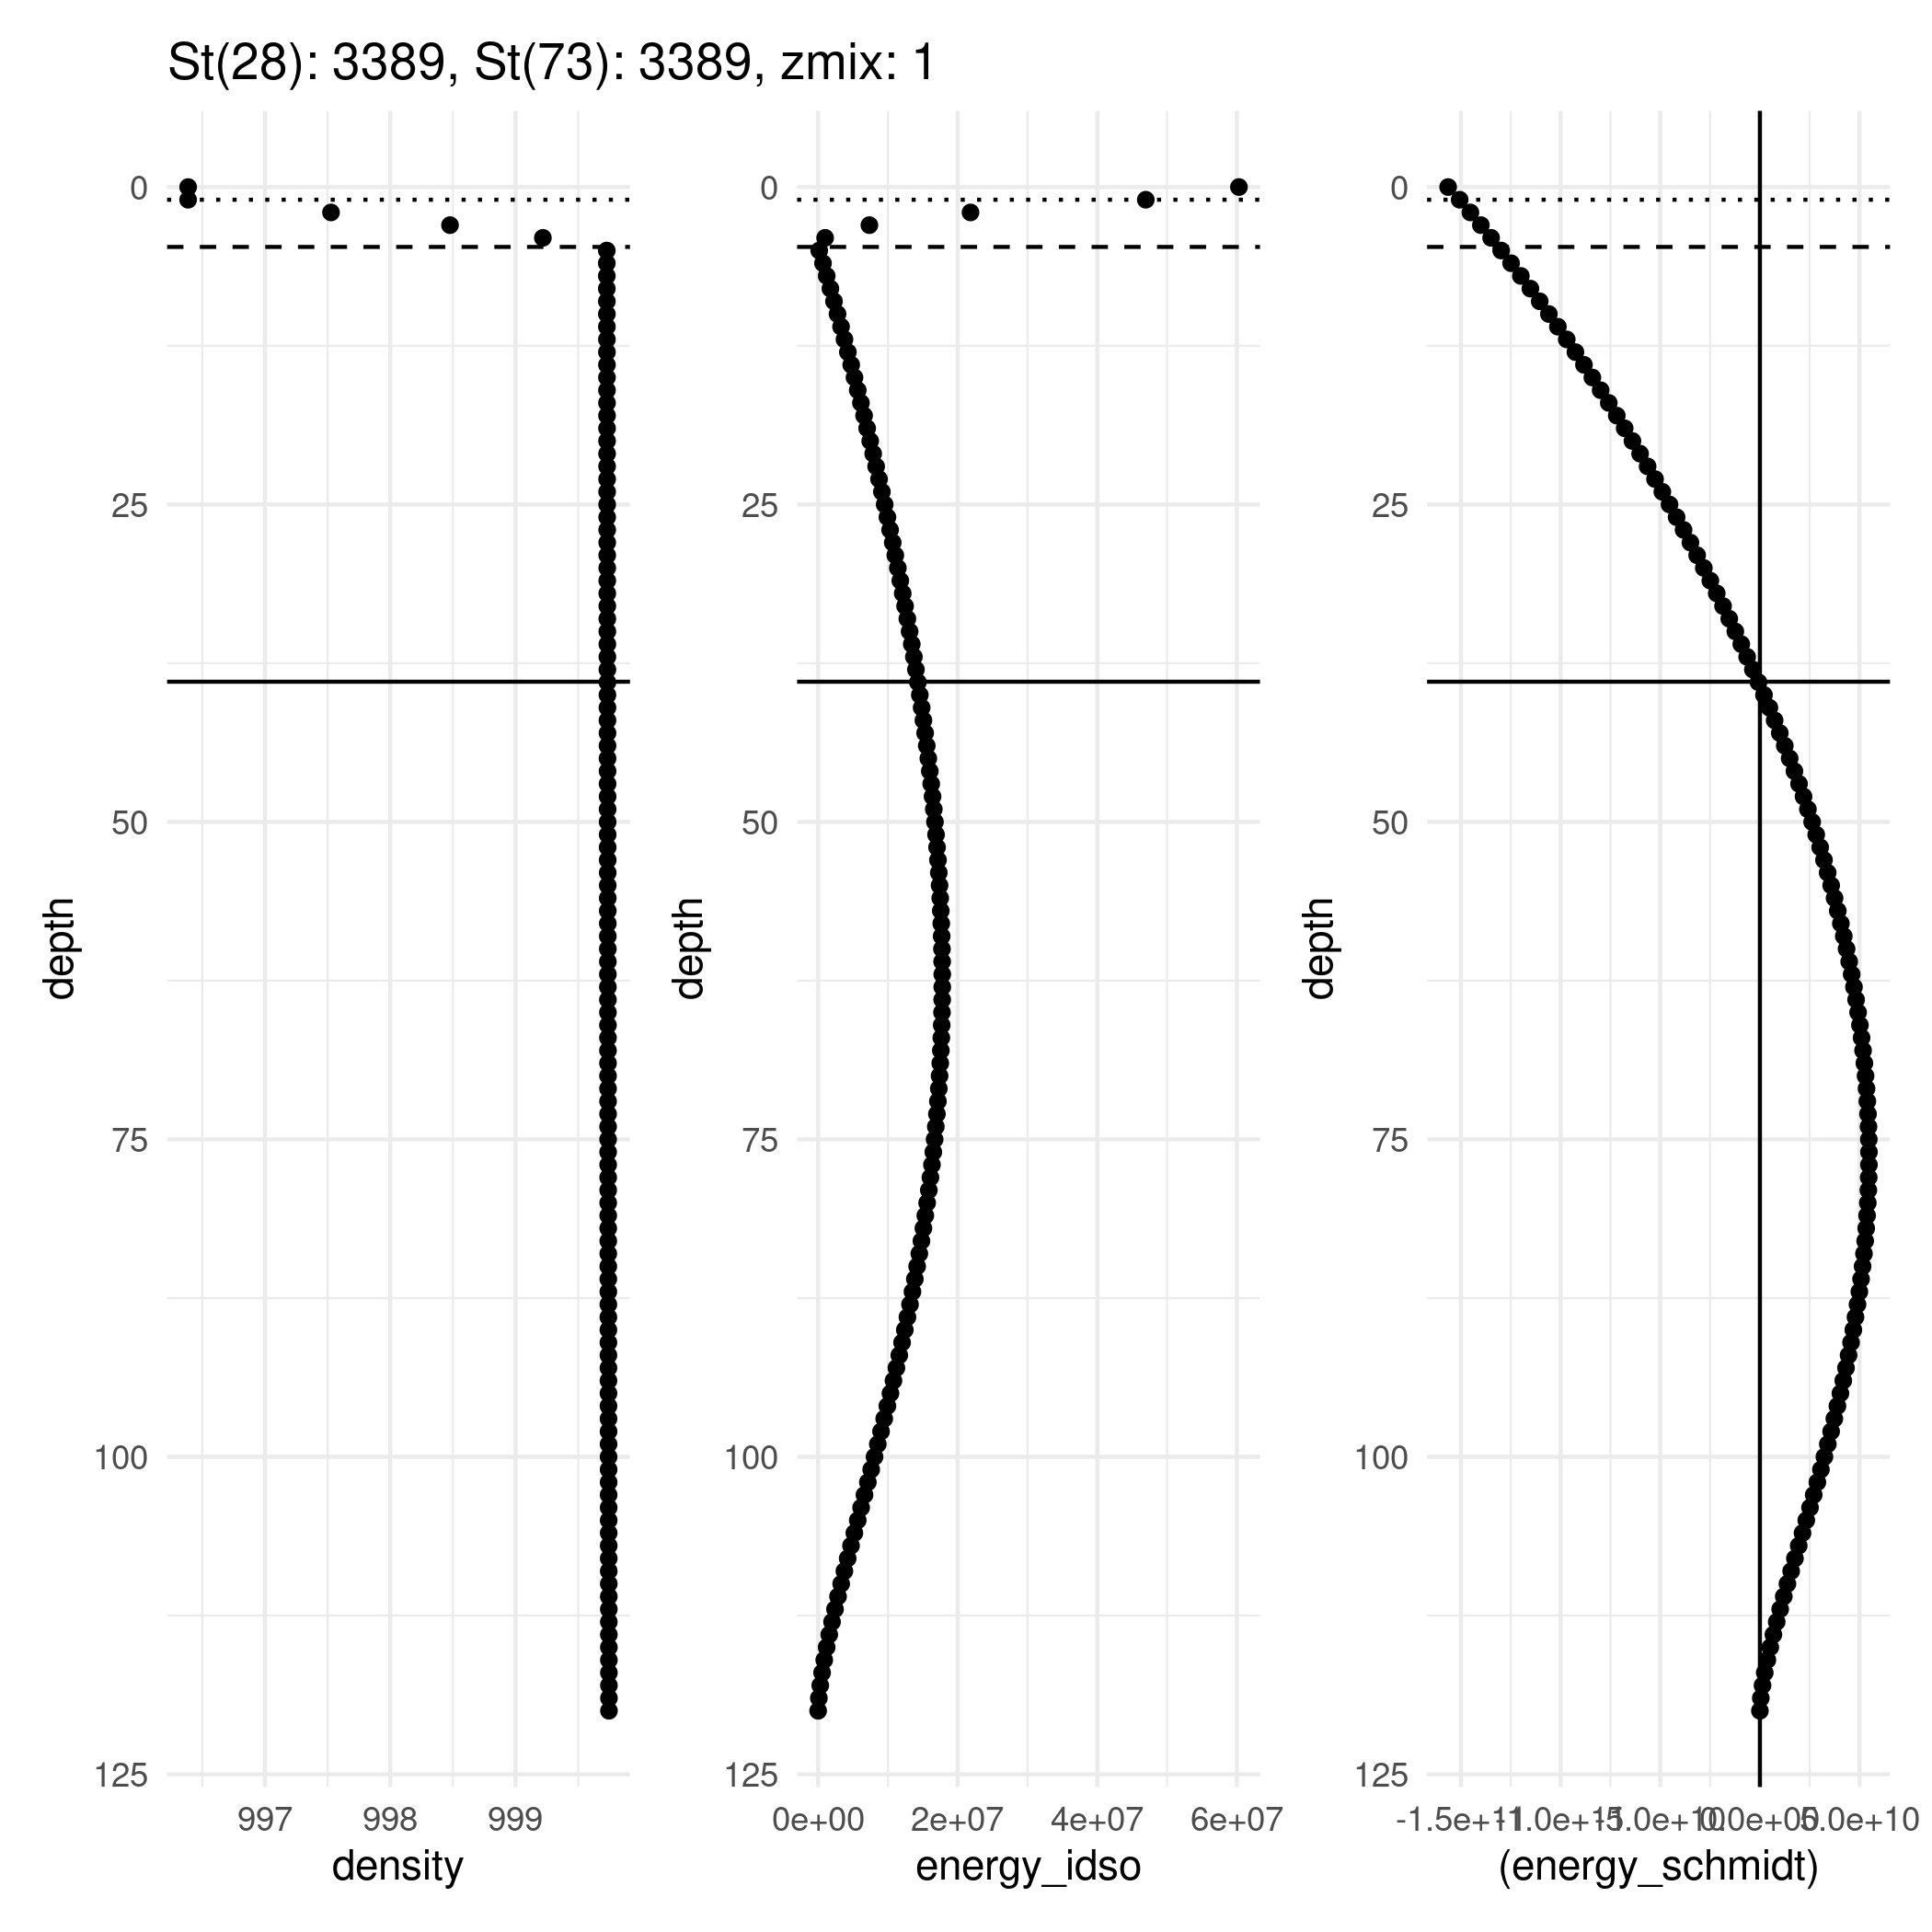 St(28): 3389, St(73): 3389, zmix: 1
depth
0
25
50
75
100
125
997 998 999
density
depth
0
25
50
75
100
125
0e+00 2e+07 4e+07 6e+07
energy_idso
depth
0
25
50
75
100
125
-1.5e+11 -1.0e+11 -5.0e+10 0.0e+00 5.0e+10
(energy_schmidt)